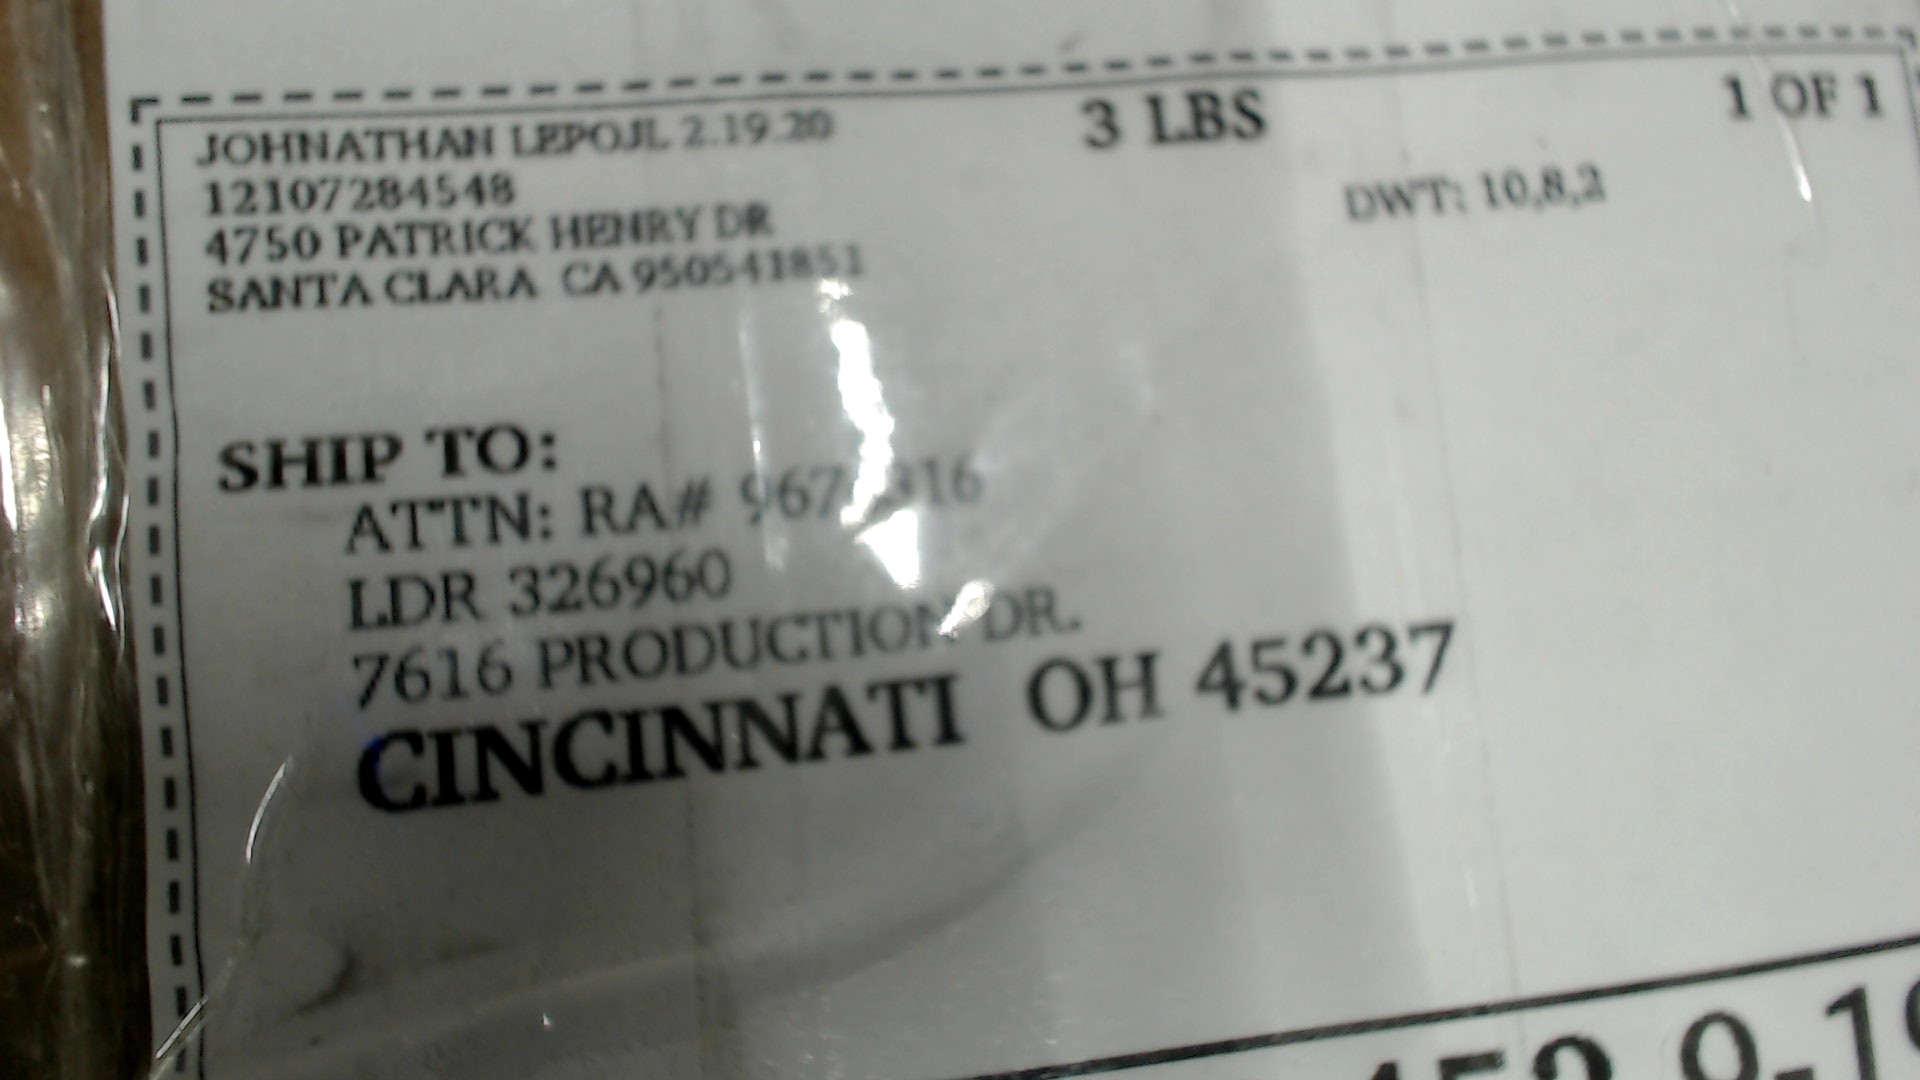 JOHNATHAN LEPOJL 2.19.20 3 LBS 1 OF 1
12107284548 DWT: 10,8,2
4750 PATRICK HENRY DR
SANTA CLARA CA 950541851
SHIP TO:
ATTN: RA#
LDR 326960
7616 PRODUCTION DR.
CINCINNATI OH 45237